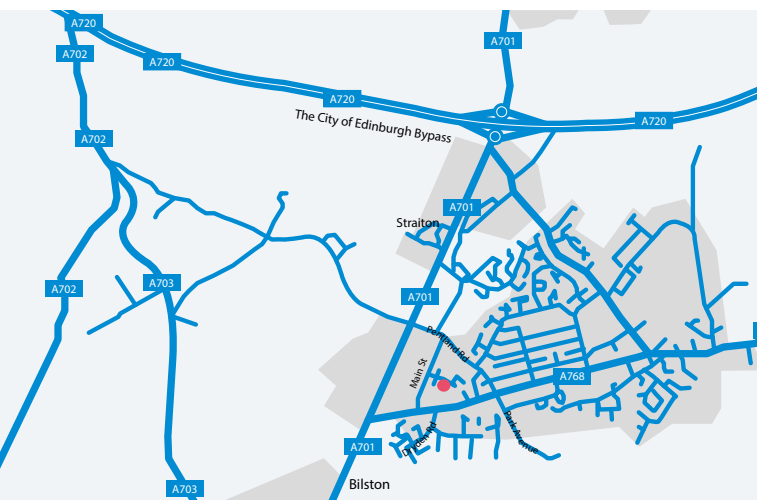 A720
A701
A702
A720
A720
A720
The City of Edinburgh Bypass
A702
A701
Straiton
A702
A703
A701
Pentland Rd
Main St
A768
Park Avenue
Dryden Rd
A701
Bilston
A703